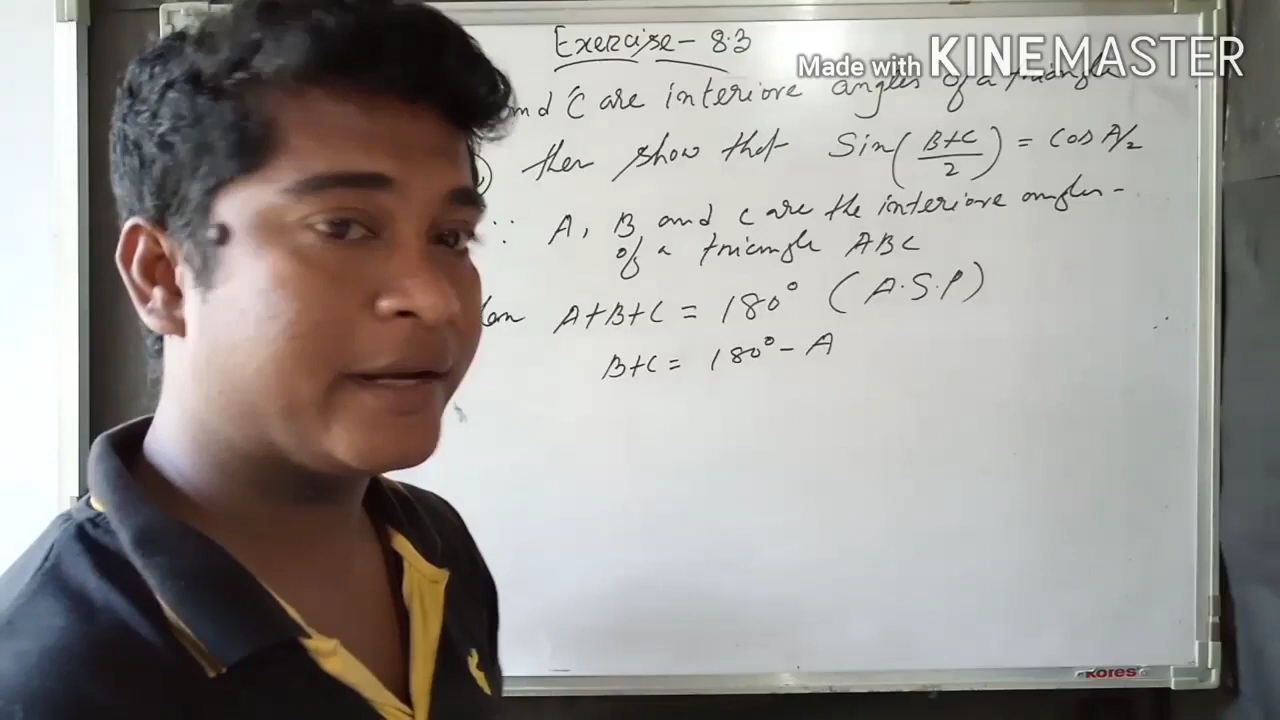 Exercise - 8.3
Made with KINEMASTER
and C are interiore angles of a triangle
then show that Sin(B+C/2) = cos A/2
∵ A, B and C are the interiore angles -
of a triangle ABC
A+B+C = 180° (A.S.P)
B+C = 180° - A
Kores